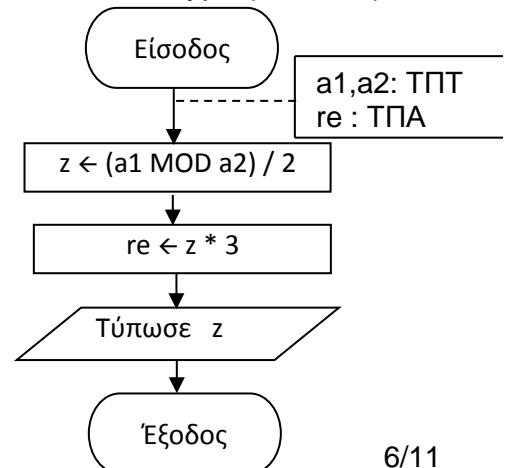 Είσοδος
a1,a2: ΤΠΤ
re : ΤΠΑ
z ← (a1 MOD a2) / 2
re ← z * 3
Τύπωσε z
Έξοδος
6/11